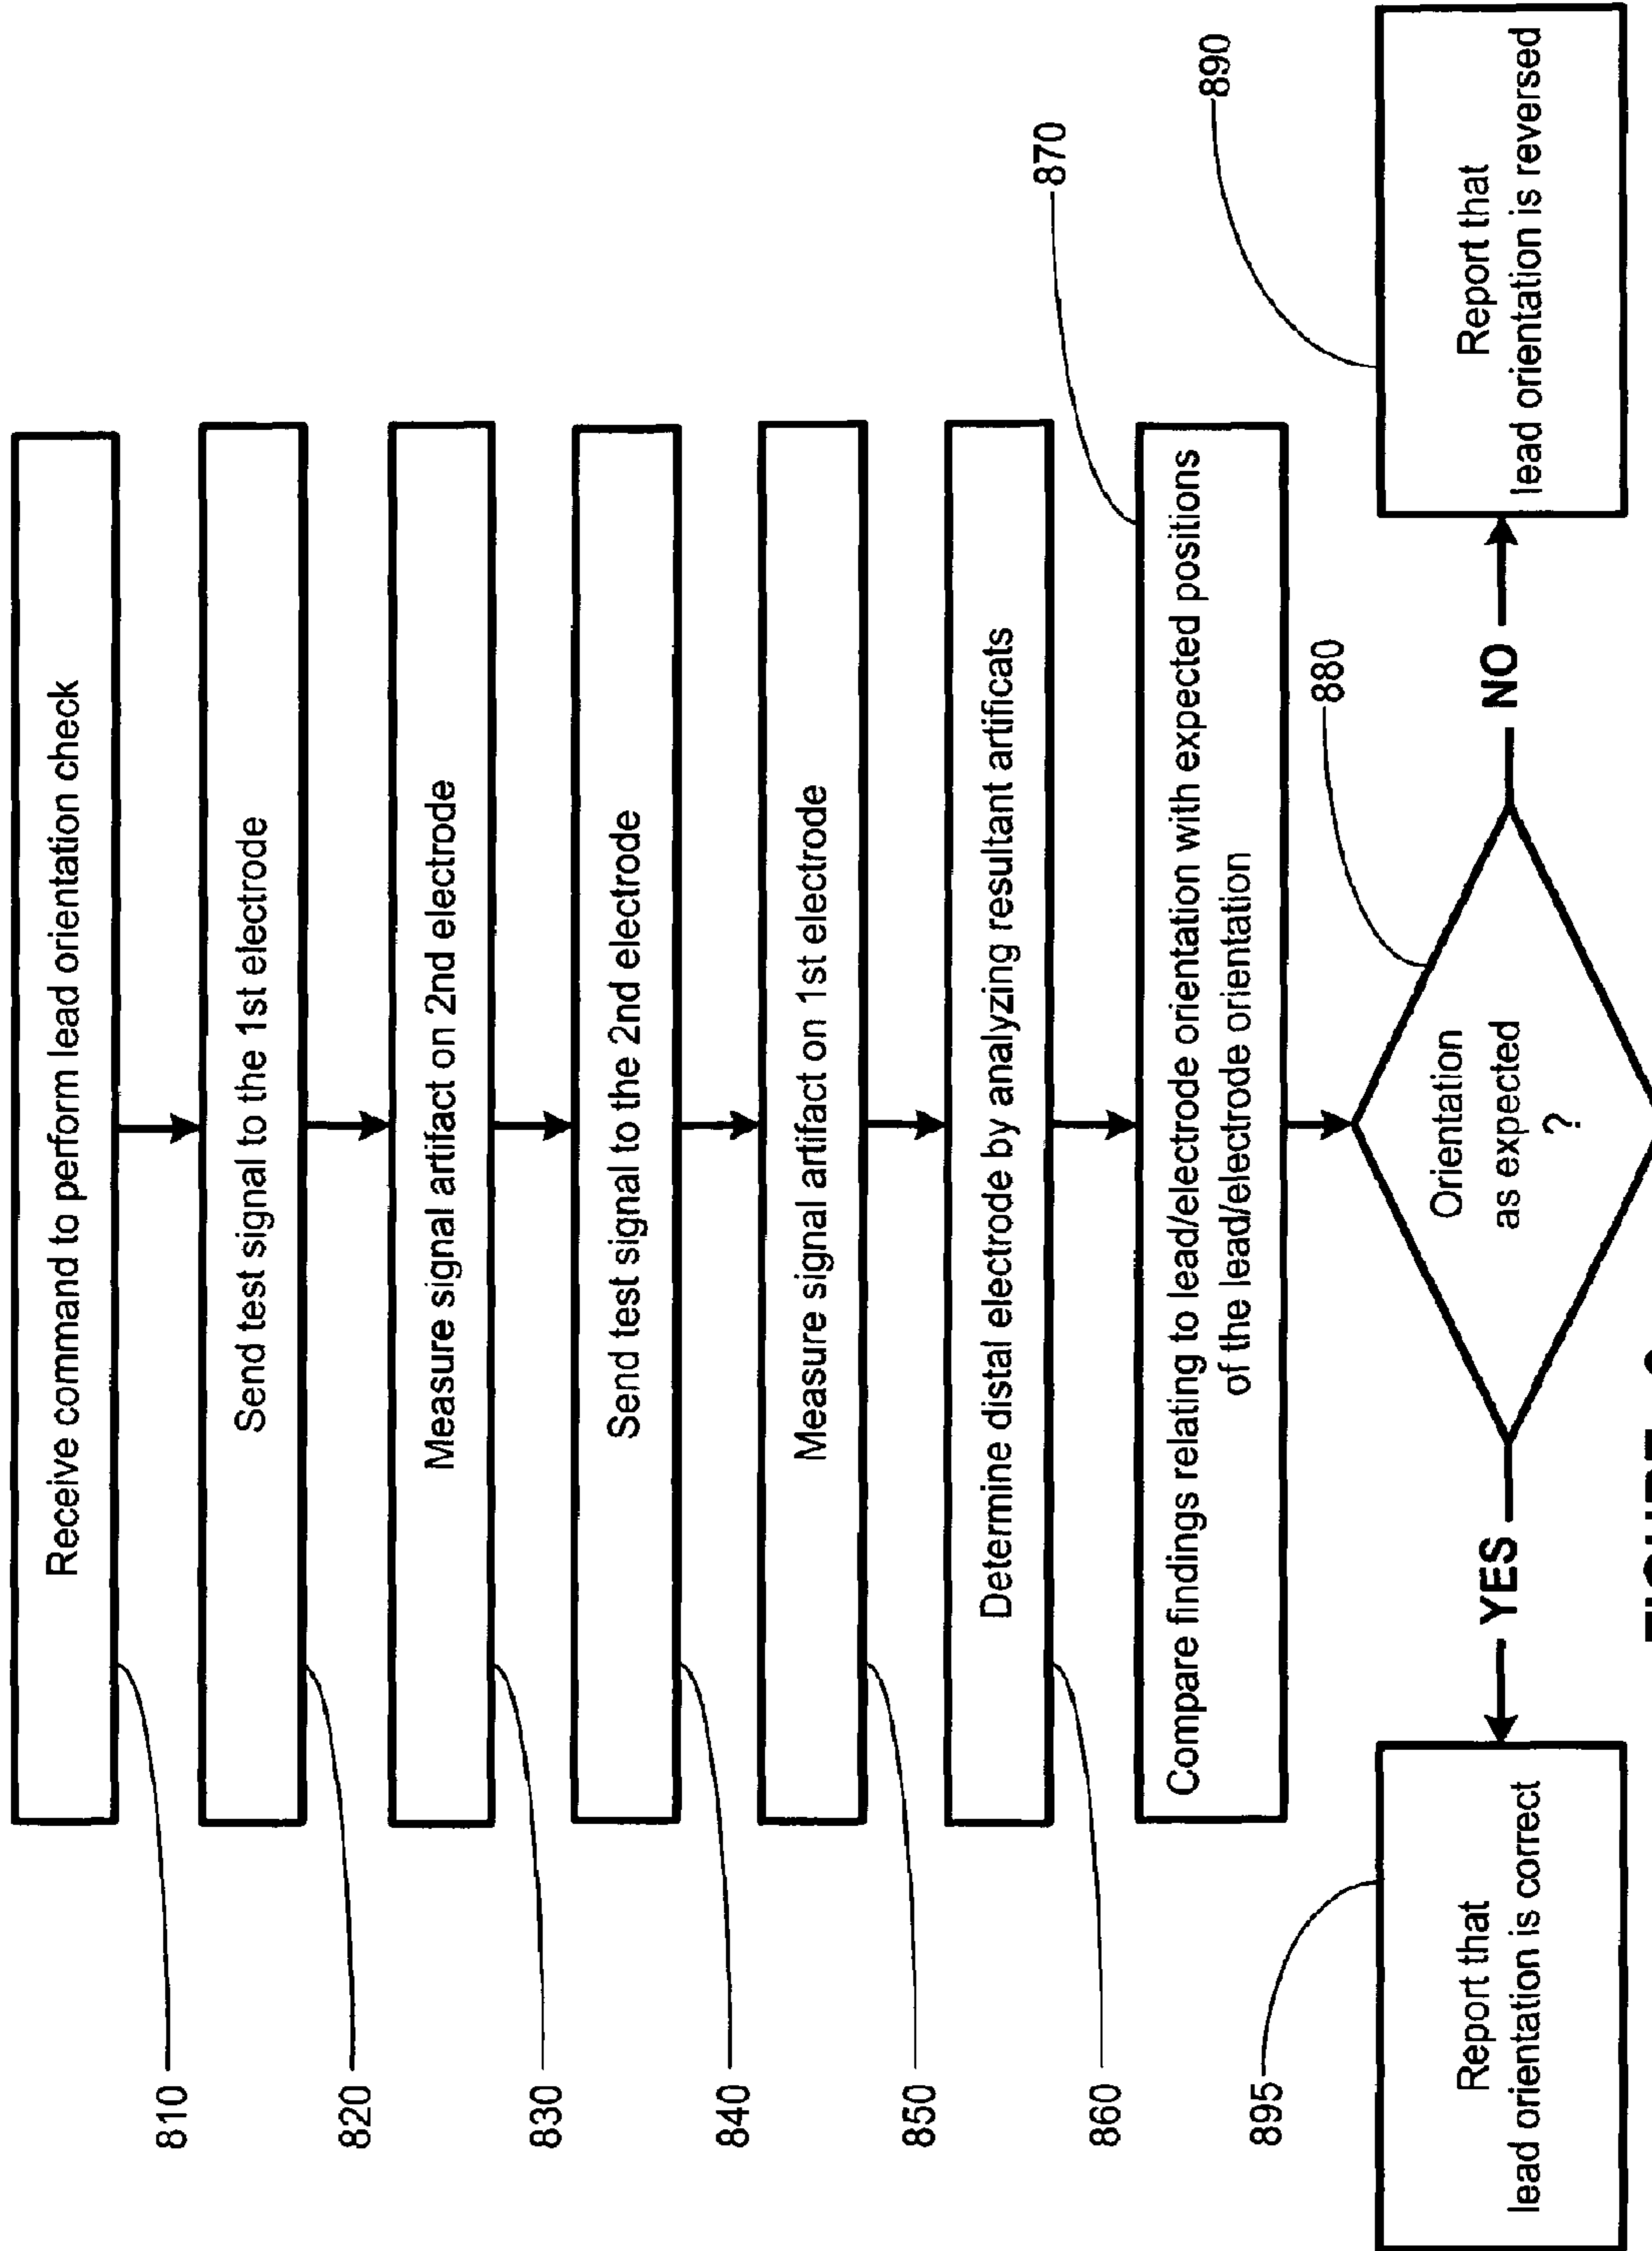 Receive command to perform lead orientation check
810
Send test signal to the 1st electrode
820
Measure signal artifact on 2nd electrode
830
Send test signal to the 2nd electrode
840
Measure signal artifact on 1st electrode
850
Determine distal electrode by analyzing resultant artificats
860
Compare findings relating to lead/electrode orientation with expected positions
of the lead/electrode orientation
870
Orientation
as expected
?
880
YES
NO
Report that
lead orientation is correct
895
Report that
lead orientation is reversed
890
FIGURE